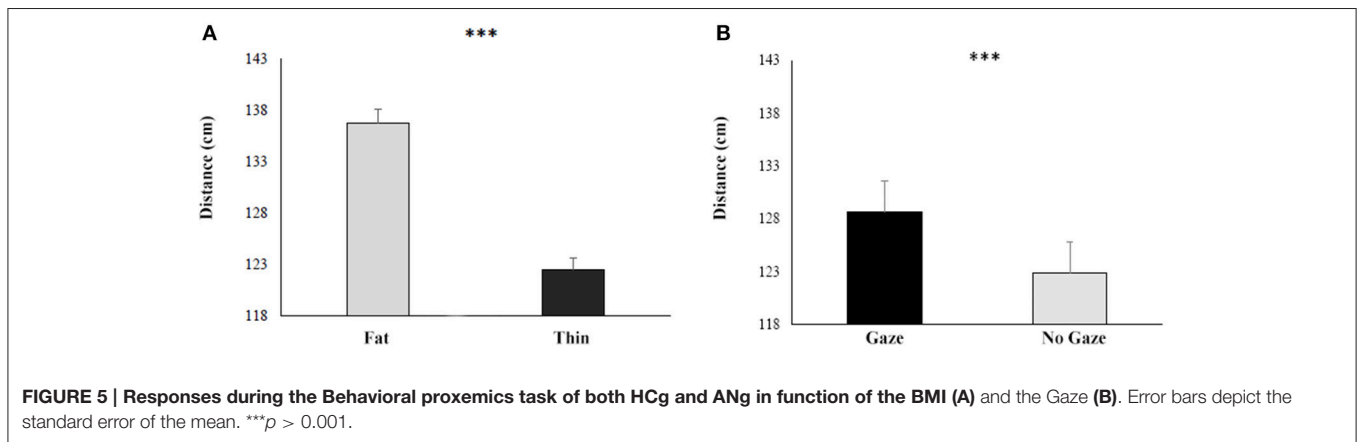 A
***
143
138
133
128
123
118
Distance (cm)
Fat Thin
B
***
143
138
133
128
123
118
Distance (cm)
Gaze No Gaze
FIGURE 5 | Responses during the Behavioral proxemics task of both HCg and ANg in function of the BMI (A) and the Gaze (B). Error bars depict the
standard error of the mean. ***p > 0.001.